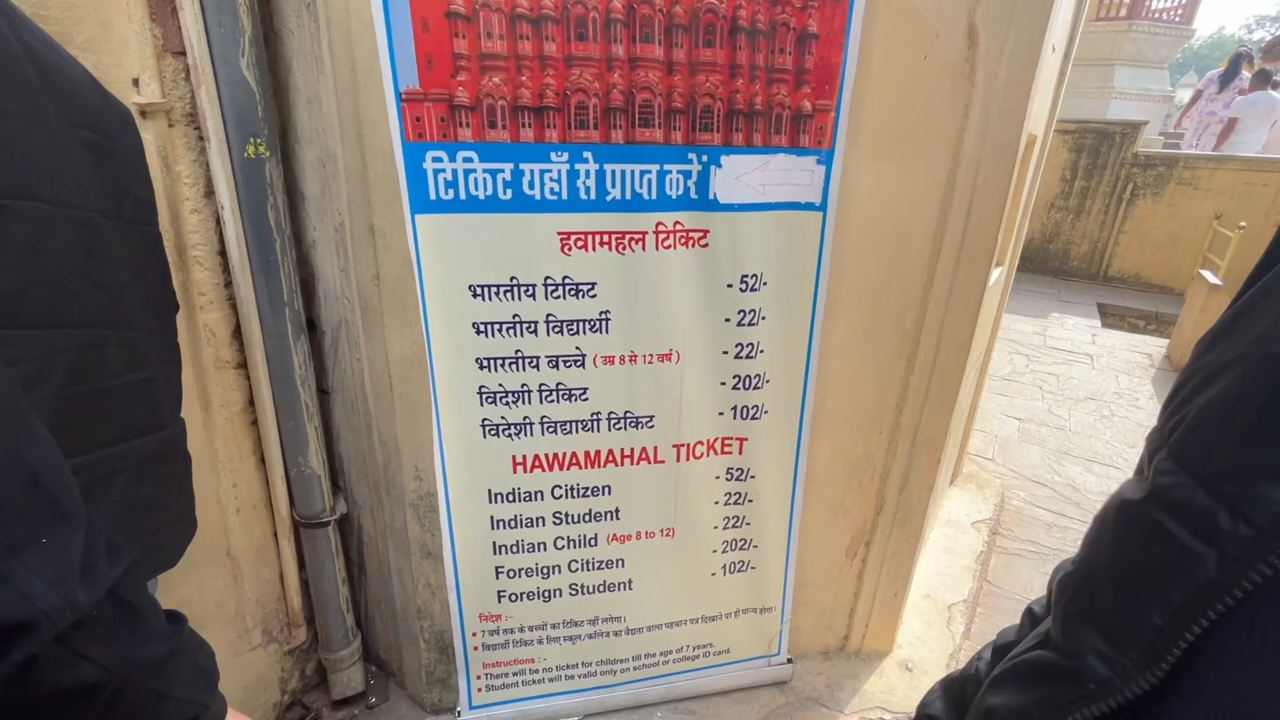 टिकिट यहाँ से प्राप्त करें।
हवामहल टिकिट
भारतीय टिकिट - 52/-
भारतीय विद्यार्थी - 22/-
भारतीय बच्चे ( उम्र 8 से 12 वर्ष ) - 22/-
विदेशी टिकिट - 202/-
विदेशी विद्यार्थी टिकिट - 102/-
HAWAMAHAL TICKET
Indian Citizen - 52/-
Indian Student - 22/-
Indian Child (Age 8 to 12) - 22/-
Foreign Citizen - 202/-
Foreign Student - 102/-
निर्देश :-
7 वर्ष तक के बच्चों का टिकिट नहीं लगेगा।
विद्यार्थी टिकिट के लिए स्कूल/कॉलेज का वैद्यता वाला पहचान पत्र दिखाने पर ही मान्य होगा।
Instructions : -
There will be no ticket for children till the age of 7 years.
Student ticket will be valid only on school or college ID card.